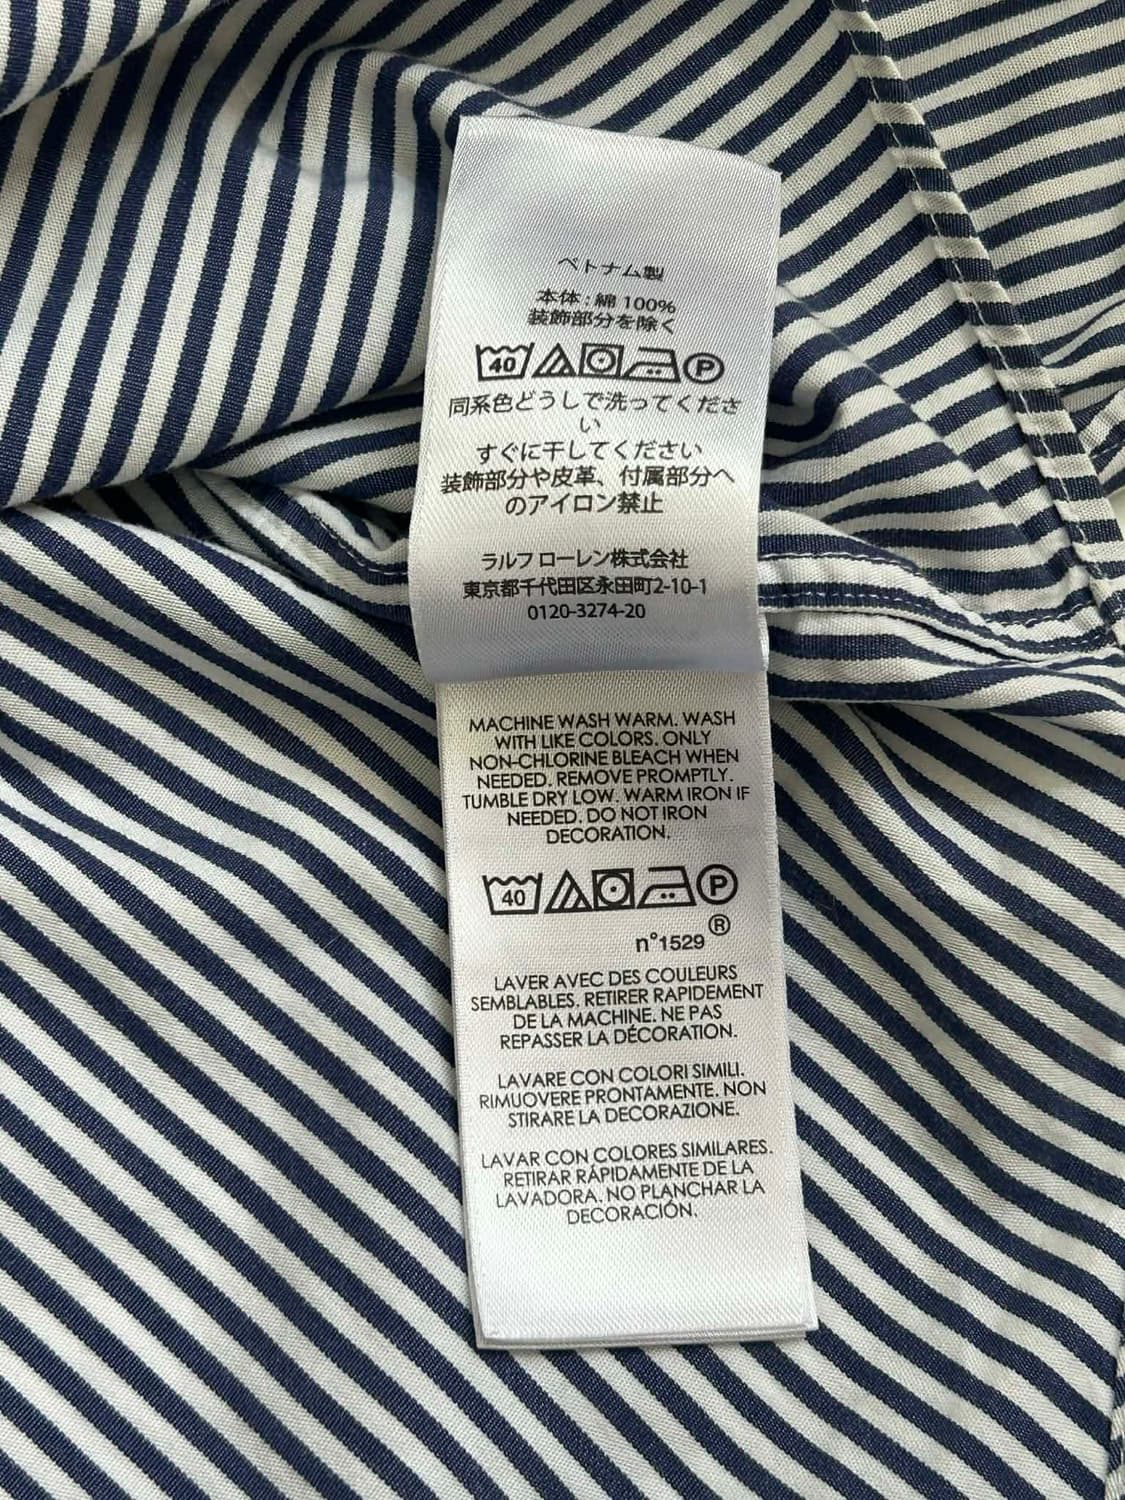 ベトナム製
本体 : 綿 100%
装飾部分を除く
40 P
同系色どうしで洗ってくださ
い
すぐに干してください
装飾部分や皮革、付属部分へ
のアイロン禁止
ラルフ ローレン株式会社
東京都千代田区永田町2-10-1
0120-3274-20
MACHINE WASH WARM. WASH
WITH LIKE COLORS. ONLY
NON-CHLORINE BLEACH WHEN
NEEDED. REMOVE PROMPTLY.
TUMBLE DRY LOW. WARM IRON IF
NEEDED. DO NOT IRON
DECORATION.
40 P
n°1529 ®
LAVER AVEC DES COULEURS
SEMBLABLES. RETIRER RAPIDEMENT
DE LA MACHINE. NE PAS
REPASSER LA DÉCORATION.
LAVARE CON COLORI SIMILI.
RIMUOVERE PRONTAMENTE. NON
STIRARE LA DECORAZIONE.
LAVAR CON COLORES SIMILARES.
RETIRAR RÁPIDAMENTE DE LA
LAVADORA. NO PLANCHAR LA
DECORACIÓN.